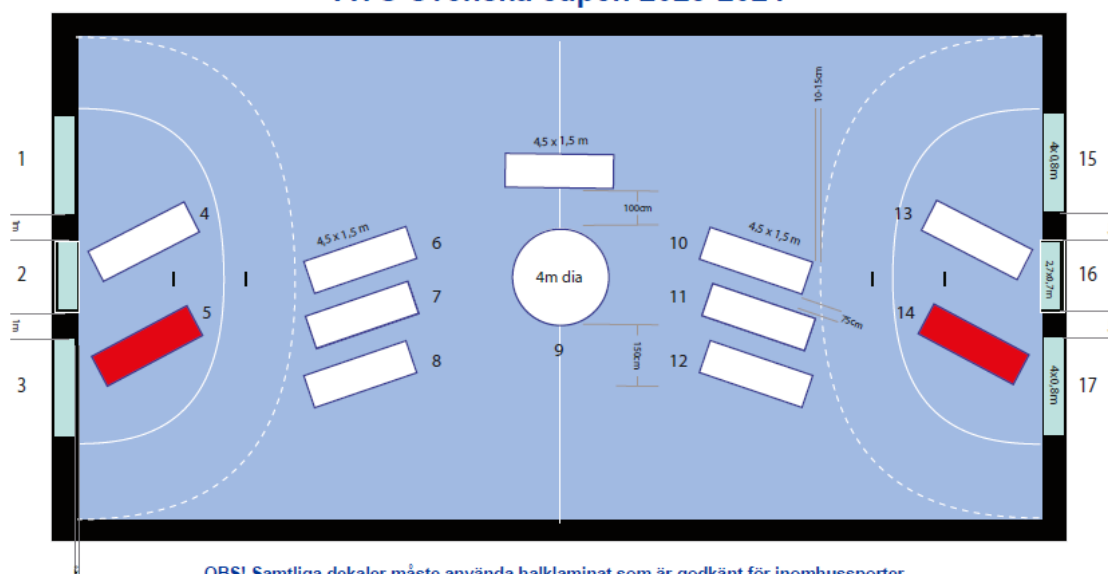 1
2
3
1m
1m
4
5
4,5 x 1,5 m
6
7
8
4,5 x 1,5 m
100cm
4m dia
9
150cm
10-15cm
4,5 x 1,5 m
10
11
12
75cm
13
14
4x0,8m
15
2,7x0,7m
16
4x0,8m
17
OBS! Samtliga dekaler måste använda halklaminat som är godkänt för inomhussporter